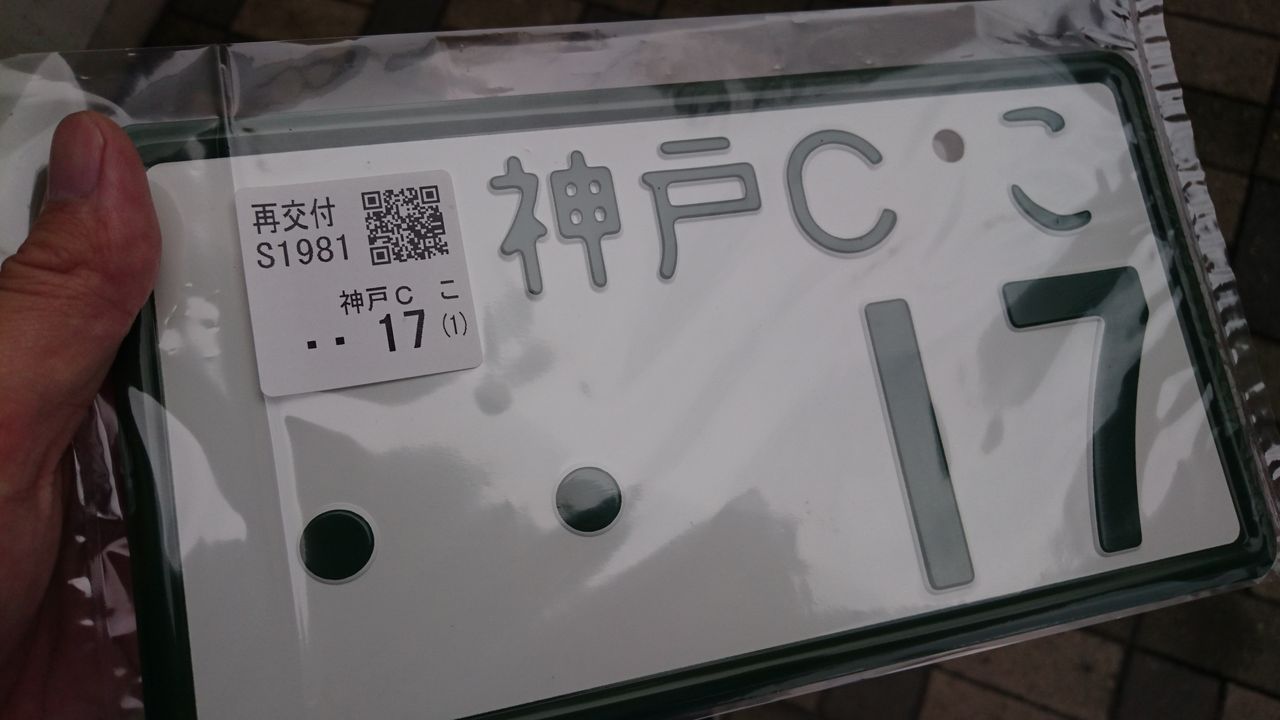 再交付
S1981
神戸C こ
・・17(1)
神戸C こ
・・17